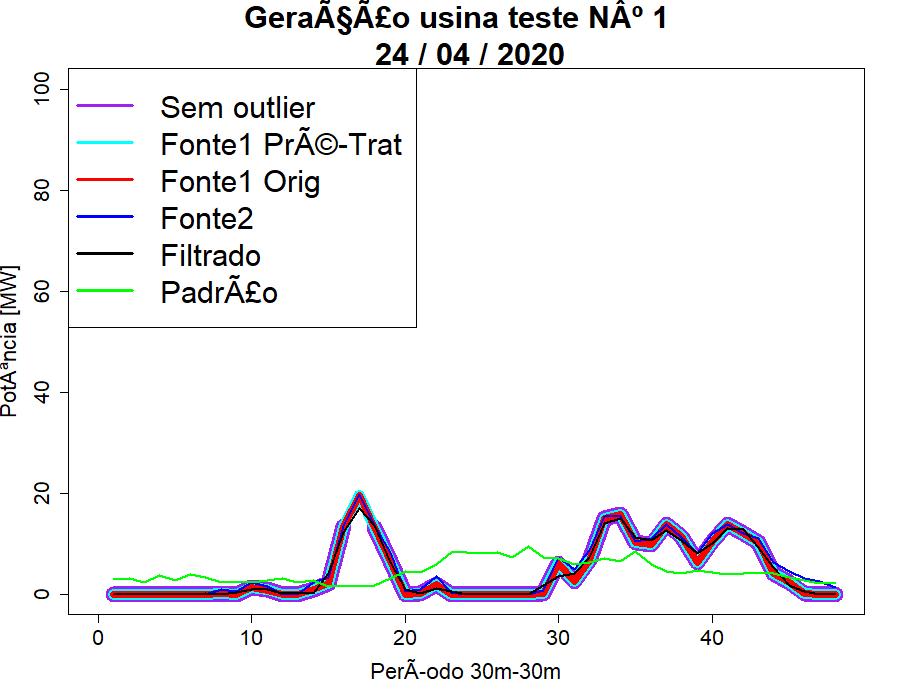 GeraÃ§Ã£o usina teste NÂº 1
24 / 04 / 2020
Sem outlier
Fonte1 PrÃ©-Trat
Fonte1 Orig
Fonte2
Filtrado
PadrÃ£o
PotÃªncia [MW]
100
80
60
40
20
0
0 10 20 30 40
PerÃ-odo 30m-30m